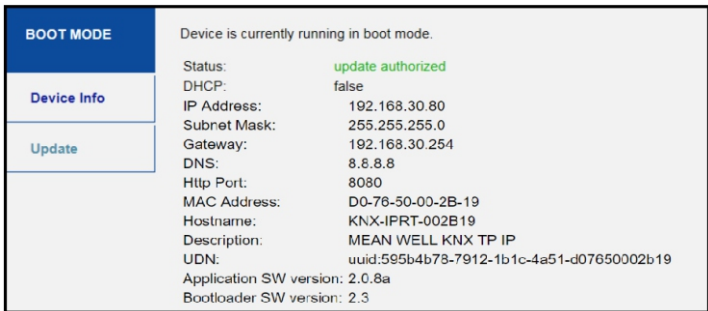 BOOT MODE
Device Info
Update
Device is currently running in boot mode.
Status: update authorized
DHCP: false
IP Address: 192.168.30.80
Subnet Mask: 255.255.255.0
Gateway: 192.168.30.254
DNS: 8.8.8.8
Http Port: 8080
MAC Address: D0-76-50-00-2B-19
Hostname: KNX-IPRT-002B19
Description: MEAN WELL KNX TP IP
UDN: uuid:595b4b78-7912-1b1c-4a51-d07650002b19
Application SW version: 2.0.8a
Bootloader SW version: 2.3